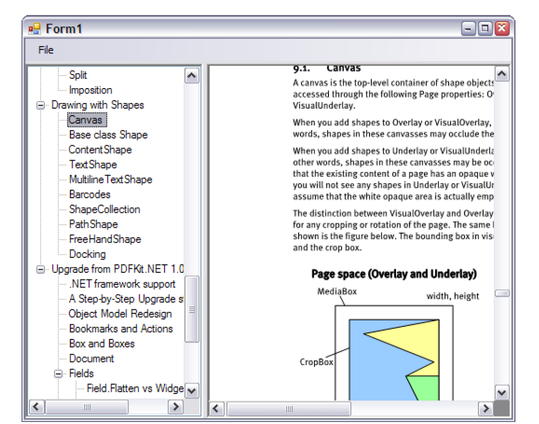 Form1
File
Split
Imposition
Drawing with Shapes
Canvas
Base class Shape
ContentShape
TextShape
MultilineTextShape
Barcodes
ShapeCollection
PathShape
FreeHandShape
Docking
Upgrade from PDFKit.NET 1.0
.NET framework support
A Step-by-Step Upgrade
Object Model Redesign
Bookmarks and Actions
Box and Boxes
Document
Fields
Field.Flatten vs Widge
9.1. Canvas
A canvas is the top-level container of shape objects
accessed through the following Page properties:
VisualUnderlay.
When you add shapes to Overlay or VisualOverlay,
words, shapes in these canvasses may occlude the
When you add shapes to Underlay or VisualUnderla
other words, shapes in these canvasses may be
that the existing content of a page has an opaque
you will not see any shapes in Underlay or
assume that the white opaque area is actually emp
The distinction between VisualOverlay and Overlay
for any cropping or rotation of the page. The same
shown is the figure below. The bounding box in
and the crop box.
Page space (Overlay and Underlay)
MediaBox
width, height
CropBox